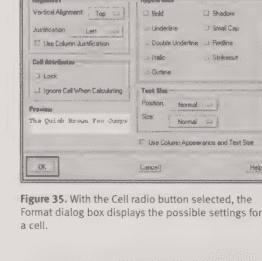 Appearance
Vertical Alignment Top
Bold Shadow
Underline Small Cap
Justification Left
Double Underline Redline
Use Column Justification
Italic Strikeout
Cell Attributes
Outline
Lock
Ignore Cell When Calculating
Text Size
Position: Normal
Preview
Size: Normal
The Quick Brown Fox Jumps
Use Column Appearance and Text Size
OK Cancel Help
Figure 35. With the Cell radio button selected, the
Format dialog box displays the possible settings for
a cell.